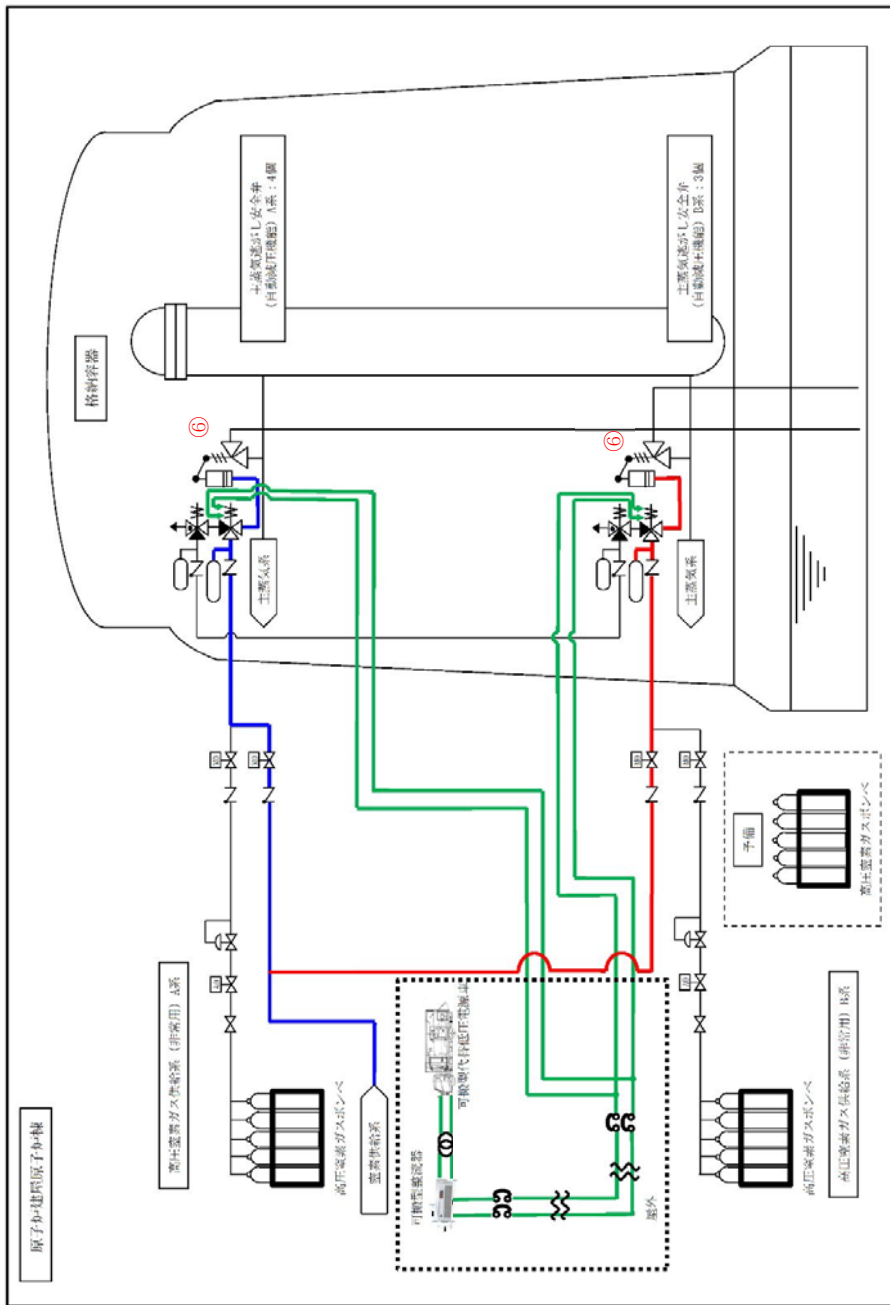 原子炉建屋原子炉棟
格納容器
主蒸気逃がし安全弁
(自動減圧機能) A系:4個
主蒸気逃がし安全弁
(自動減圧機能) B系:3個
⑥
⑥
主蒸気系
主蒸気系
高圧窒素ガス供給系 (非常用) A系
高圧窒素ガスボンベ
窒素供給系
可搬型整流器
可搬型代替低圧電源車
屋外
予備
高圧窒素ガスボンベ
高圧窒素ガスボンベ
高圧窒素ガス供給系 (非常用) B系